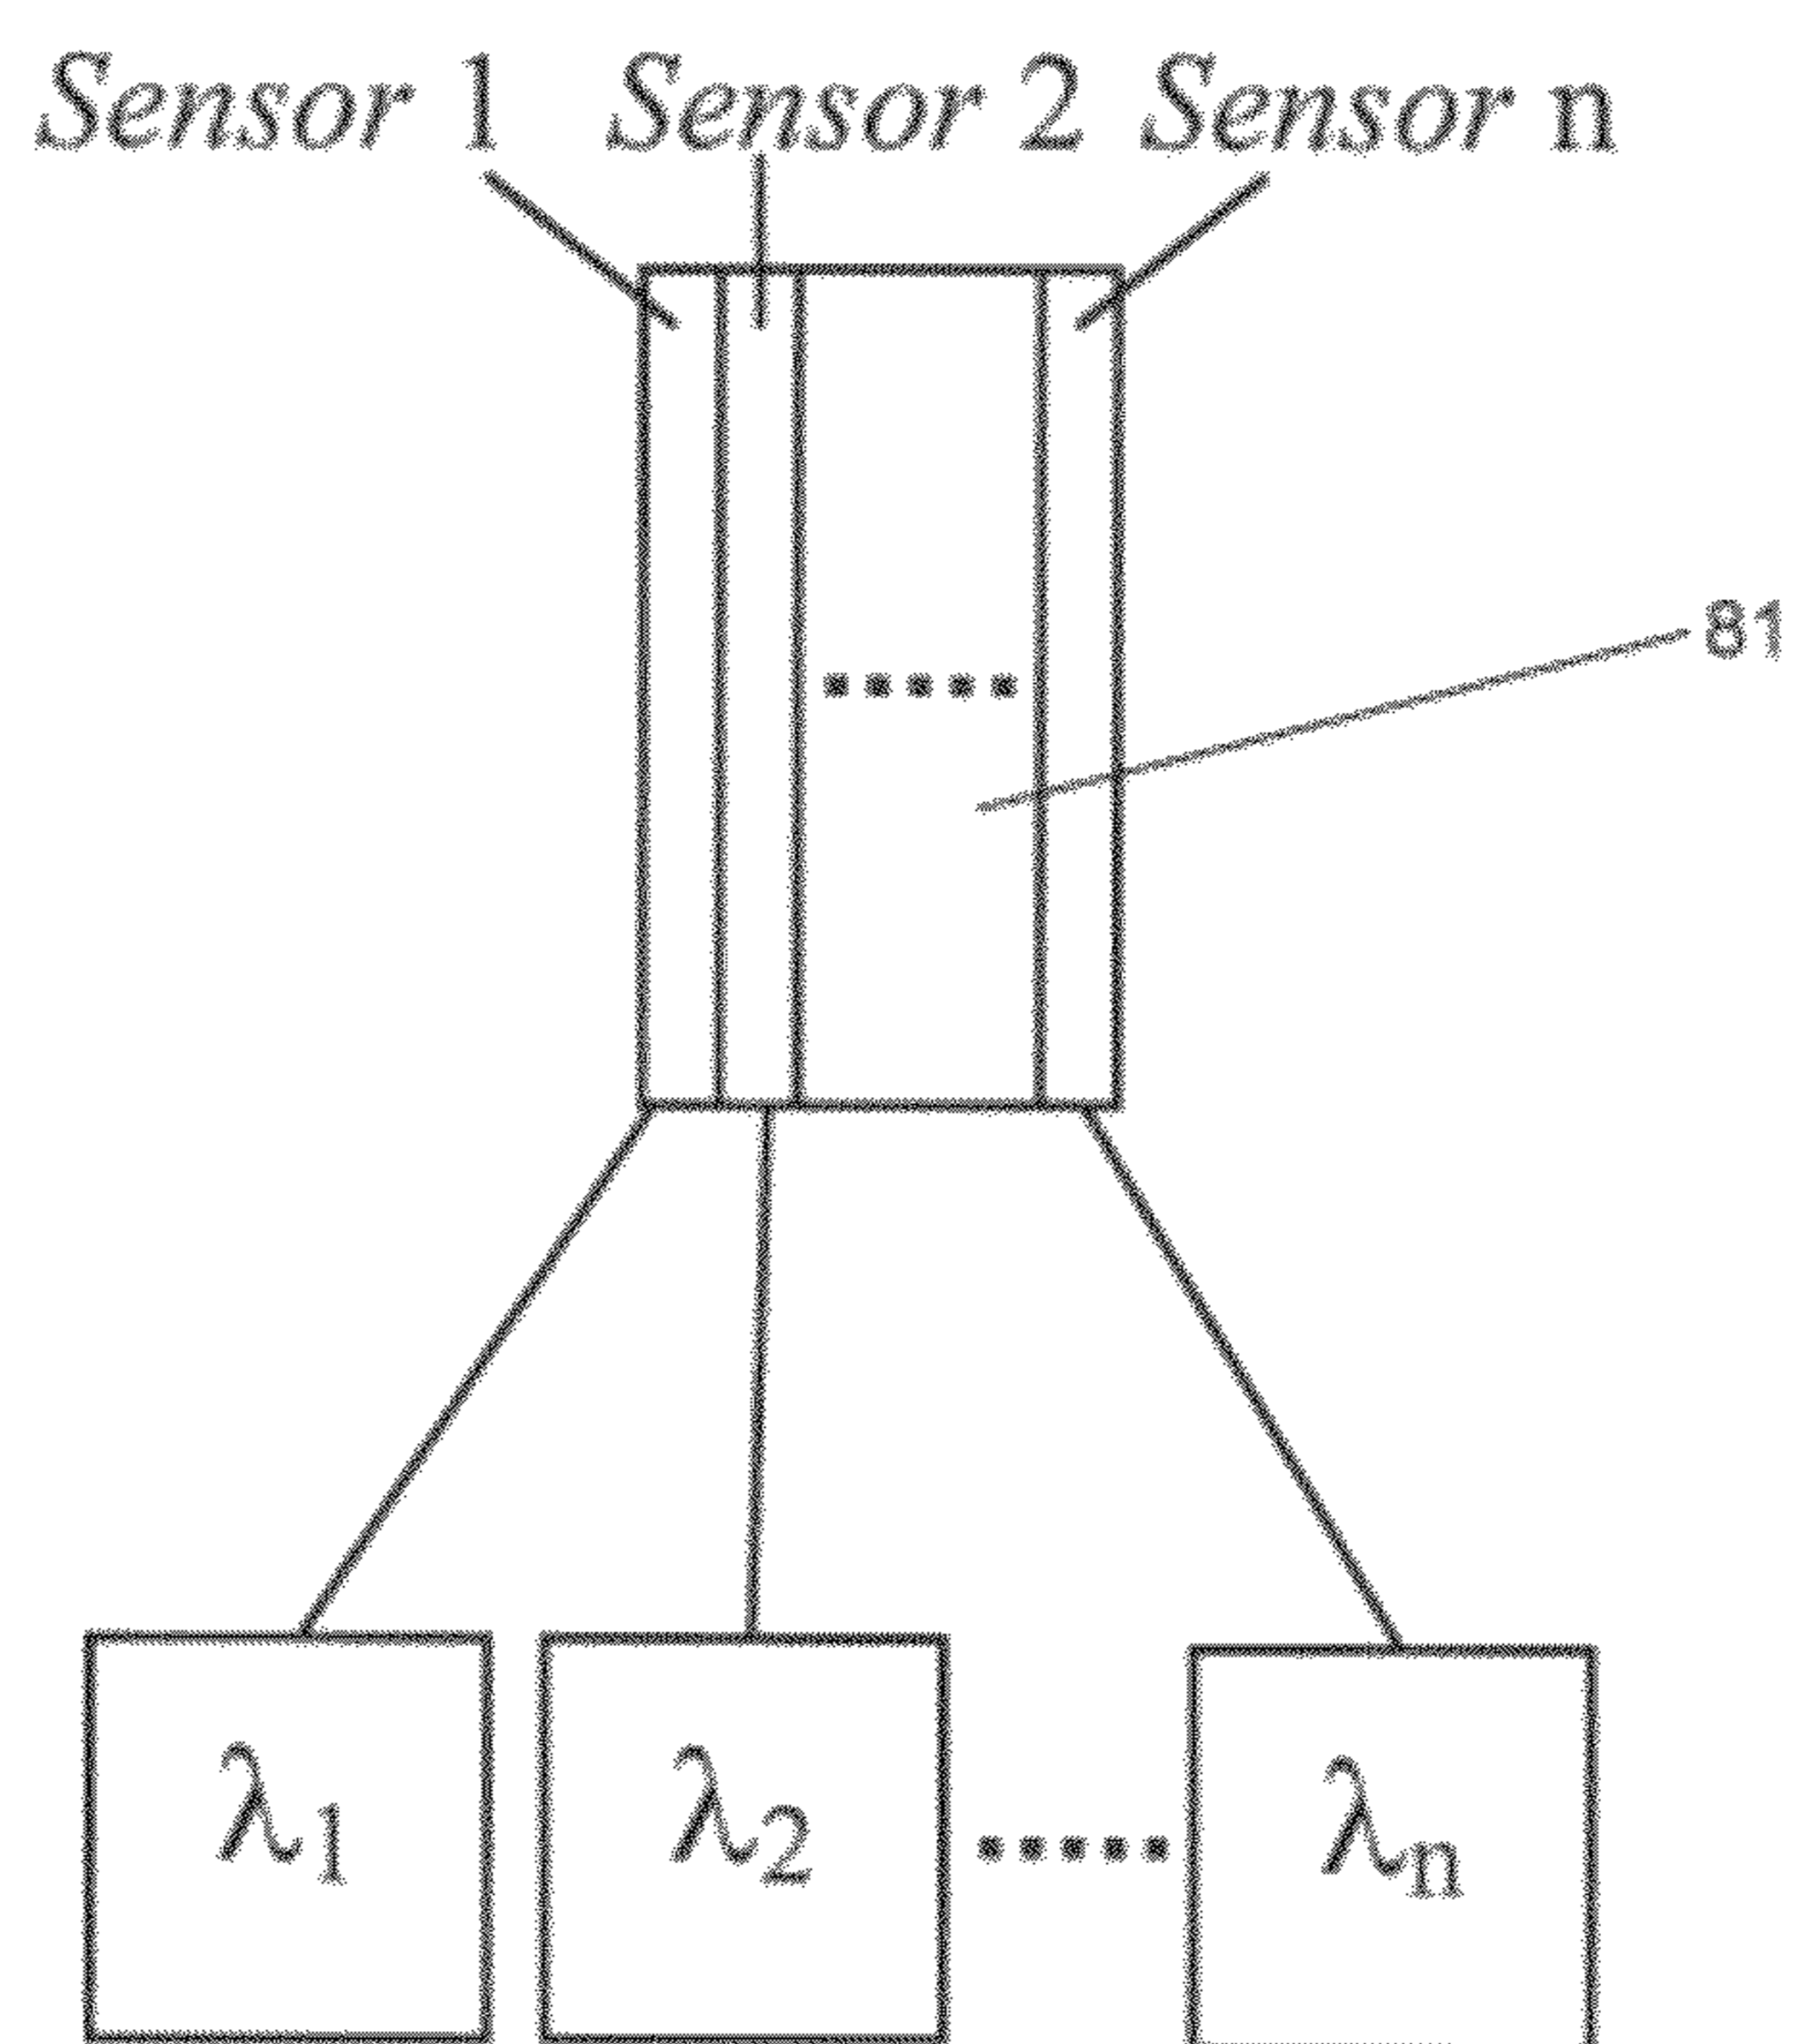 Sensor 1 Sensor 2 Sensor n
81
λ1 λ2 ..... λn